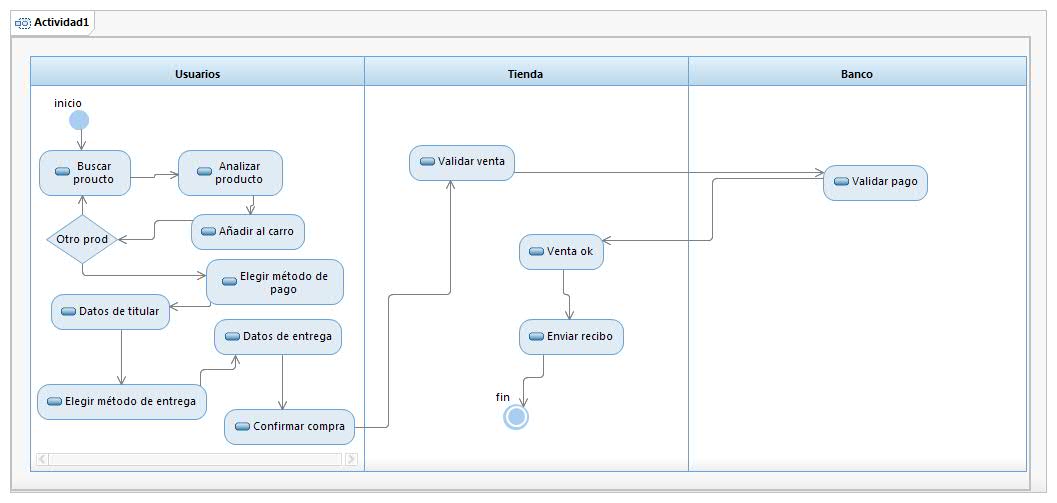 Actividad1
Usuarios
Tienda
Banco
inicio
Buscar
proucto
Analizar
producto
Añadir al carro
Otro prod
Elegir método de
pago
Datos de titular
Datos de entrega
Elegir método de entrega
Confirmar compra
Validar venta
Validar pago
Venta ok
Enviar recibo
fin